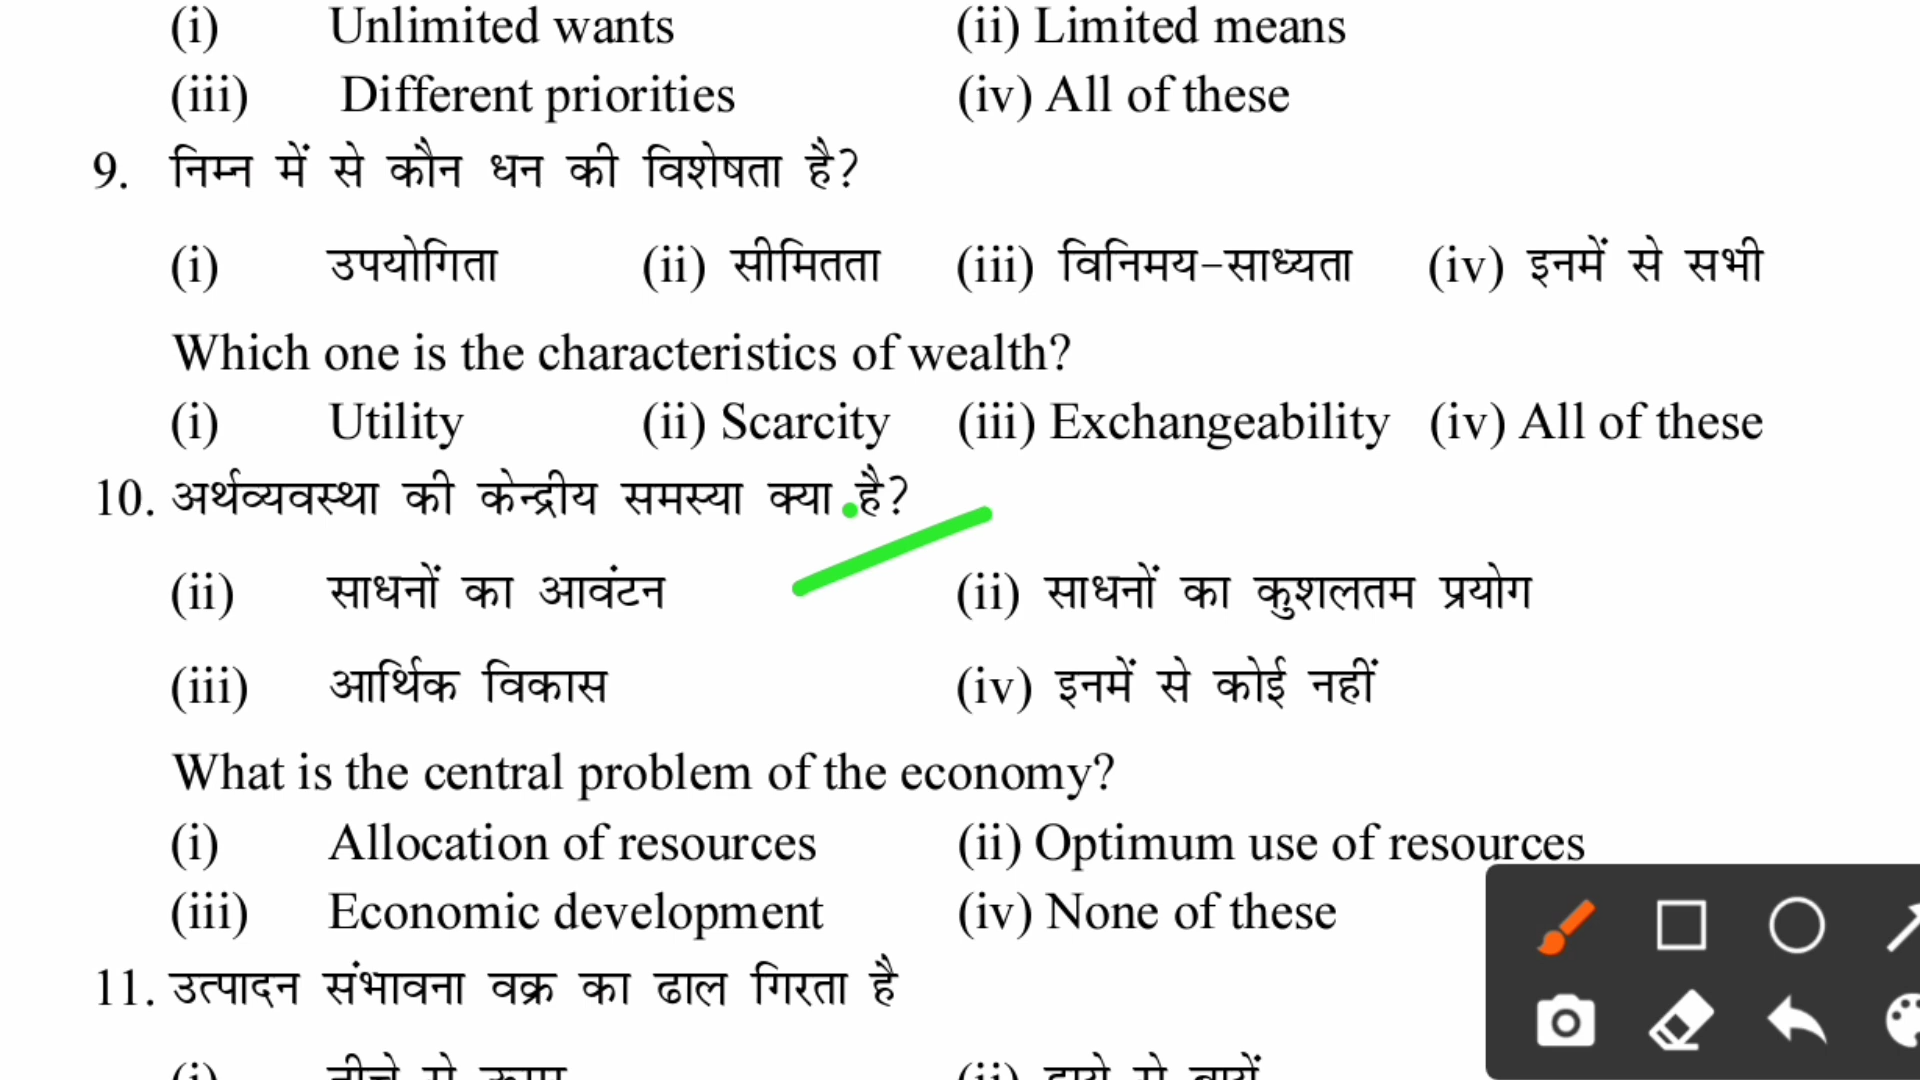 (i) Unlimited wants (ii) Limited means
(iii) Different priorities (iv) All of these
9. निम्न में से कौन धन की विशेषता है?
(i) उपयोगिता (ii) सीमितता (iii) विनिमय-साध्यता (iv) इनमें से सभी
Which one is the characteristics of wealth?
(i) Utility (ii) Scarcity (iii) Exchangeability (iv) All of these
10. अर्थव्यवस्था की केन्द्रीय समस्या क्या है?
(ii) साधनों का आवंटन (ii) साधनों का कुशलतम प्रयोग
(iii) आर्थिक विकास (iv) इनमें से कोई नहीं
What is the central problem of the economy?
(i) Allocation of resources (ii) Optimum use of resources
(iii) Economic development (iv) None of these
11. उत्पादन संभावना वक्र का ढाल गिरता है
(i) (ii)